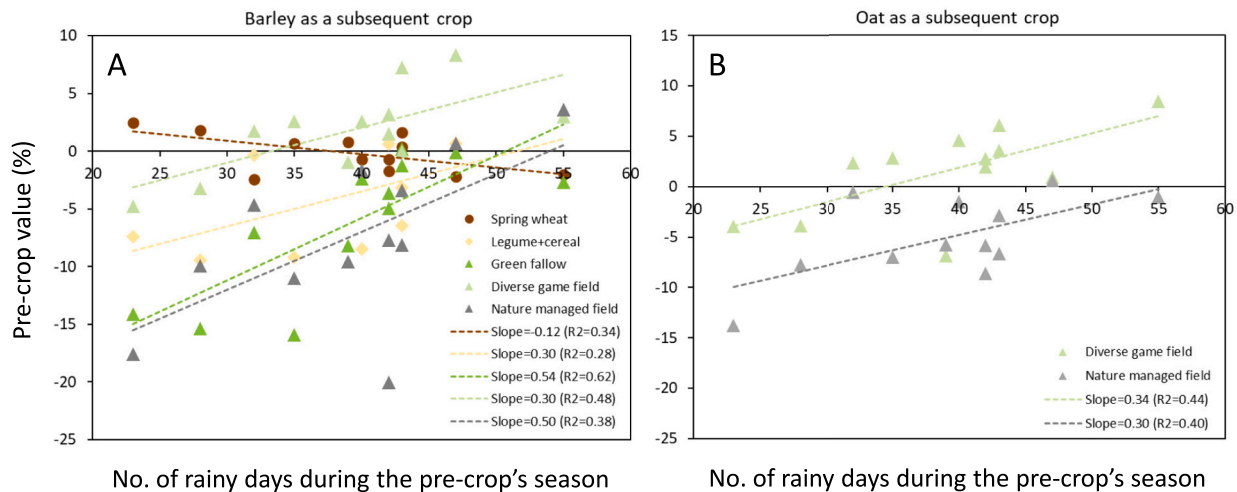 Barley as a subsequent crop
A
10
5
0
-5
-10
-15
-20
-25
20 25 30 35 40 45 50 55 60
Pre-crop value (%)
Spring wheat
Legume+cereal
Green fallow
Diverse game field
Nature managed field
Slope=-0.12 (R2=0.34)
Slope=0.30 (R2=0.28)
Slope=0.54 (R2=0.62)
Slope=0.30 (R2=0.48)
Slope=0.50 (R2=0.38)
No. of rainy days during the pre-crop's season
Oat as a subsequent crop
B
15
10
5
0
-5
-10
-15
-20
-25
20 25 30 35 40 45 50 55 60
Diverse game field
Nature managed field
Slope=0.34 (R2=0.44)
Slope=0.30 (R2=0.40)
No. of rainy days during the pre-crop's season